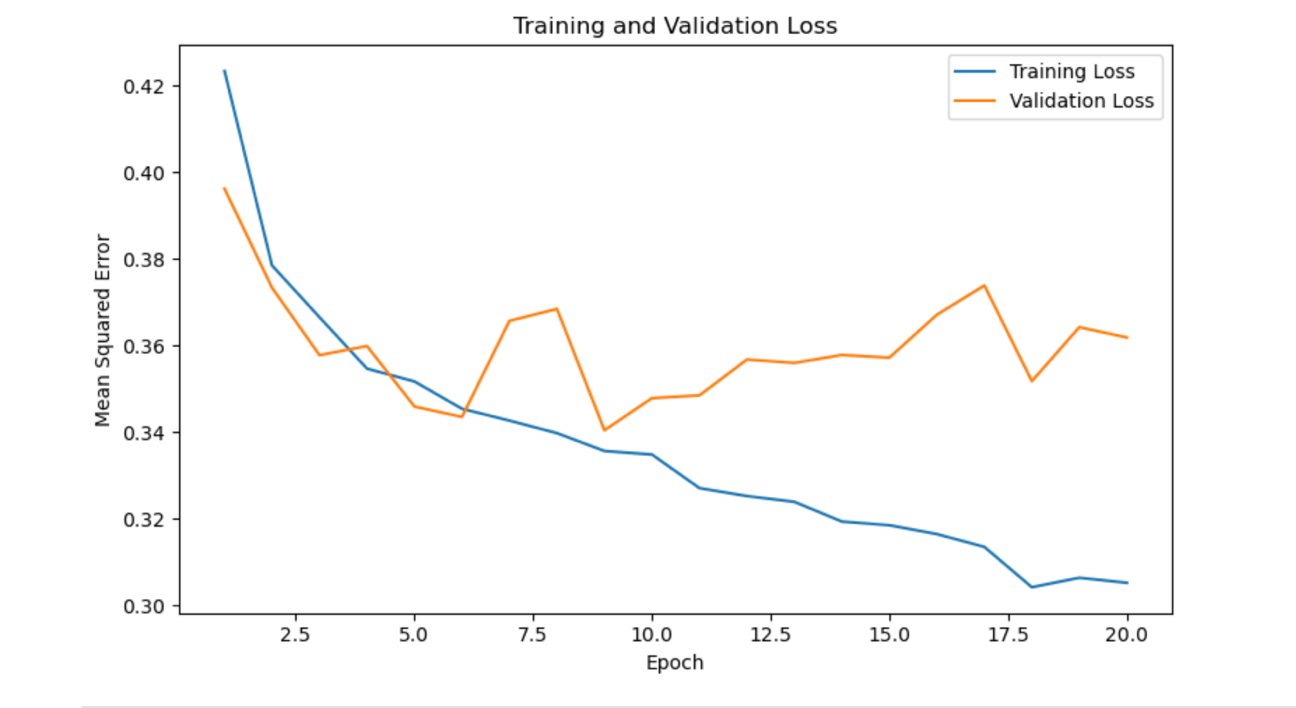 Training and Validation Loss
Training Loss
Validation Loss
Mean Squared Error
0.42
0.40
0.38
0.36
0.34
0.32
0.30
2.5 5.0 7.5 10.0 12.5 15.0 17.5 20.0
Epoch